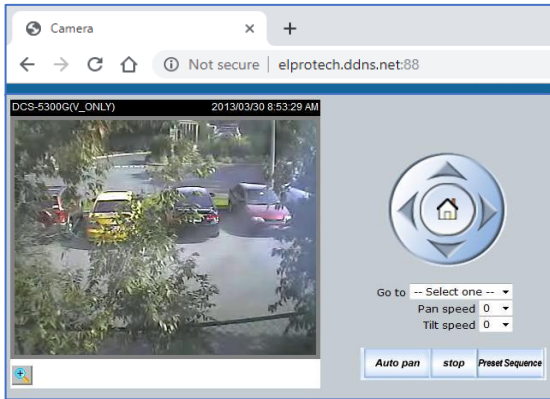 Camera
Not secure | elprotech.ddns.net:88
DCS-5300G(V_ONLY) 2013/03/30 8:53:29 AM
Go to -- Select one --
Pan speed 0
Tilt speed 0
Auto pan stop Preset Sequence